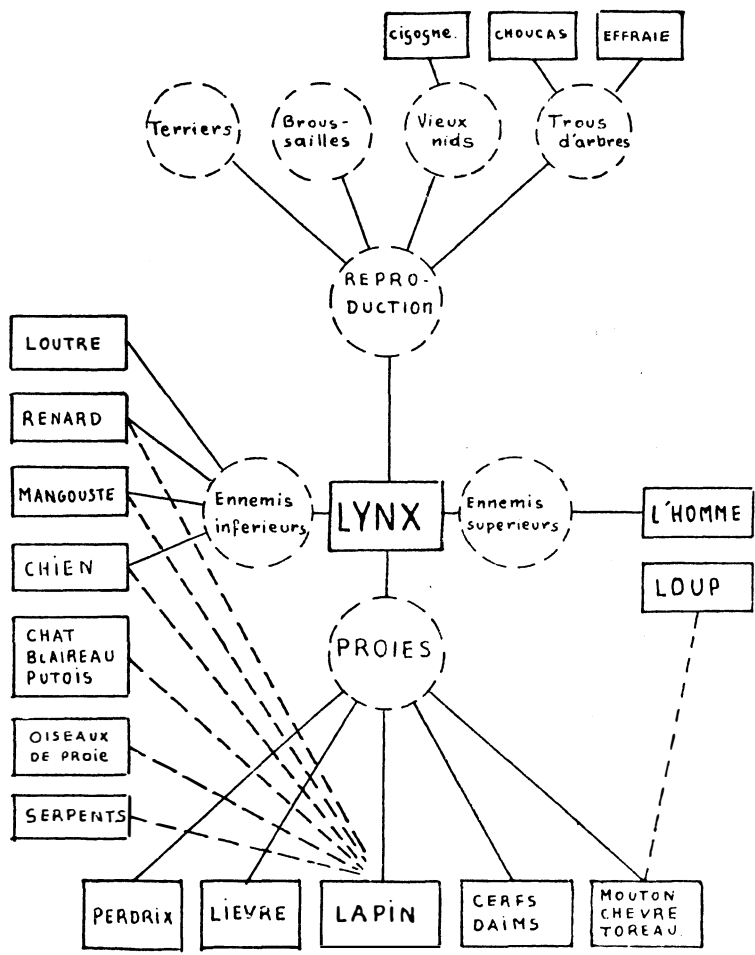 cigogne.
CHOUCAS
EFFRAIE
Terriers
Brous-
sailles
Vieux
nids
Trous
d'arbres
REPRO-
DUCTION
LOUTRE
RENARD
MANGOUSTE
CHIEN
CHAT
BLAIREAU
PUTOIS
OISEAUX
DE PROIE
SERPENTS
Ennemis
inferieurs
LYNX
Ennemis
superieurs
L'HOMME
LOUP
PROIES
PERDRIX
LIEVRE
LAPIN
CERFS
DAIMS
MOUTON
CHEVRE
TOREAU.